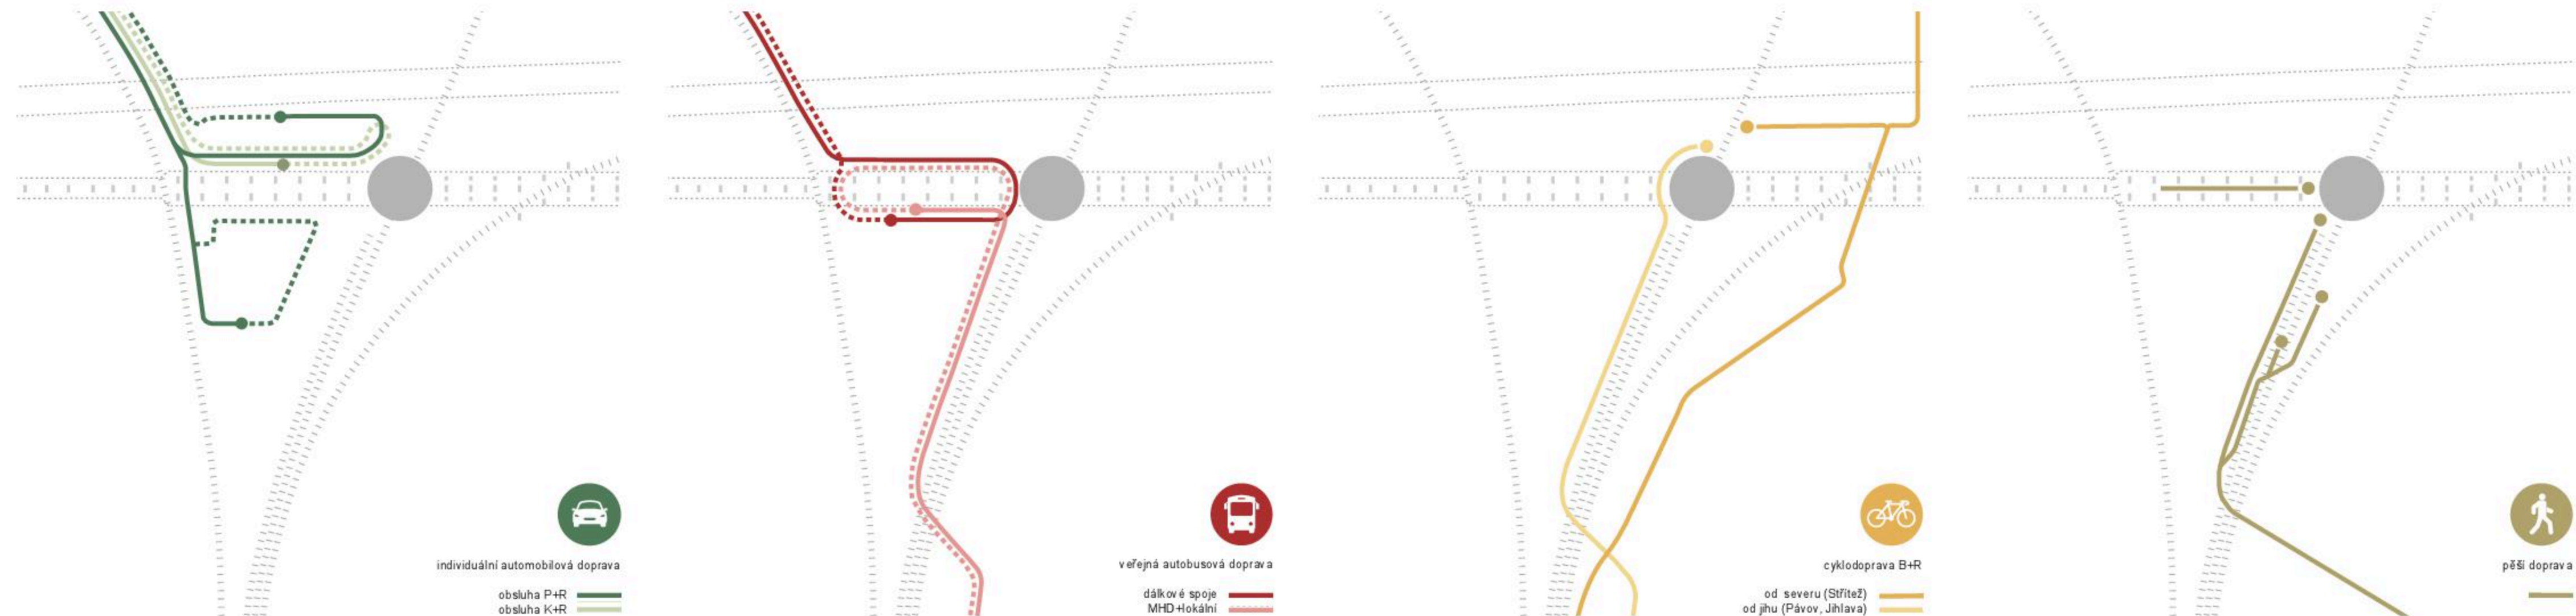 individuální automobilová doprava
obsluha P+R
obsluha K+R
veřejná autobusová doprava
dálkové spoje
MHD+lokální
cyklodoprava B+R
od severu (Střítež)
od jihu (Pávov, Jihlava)
pěší doprava